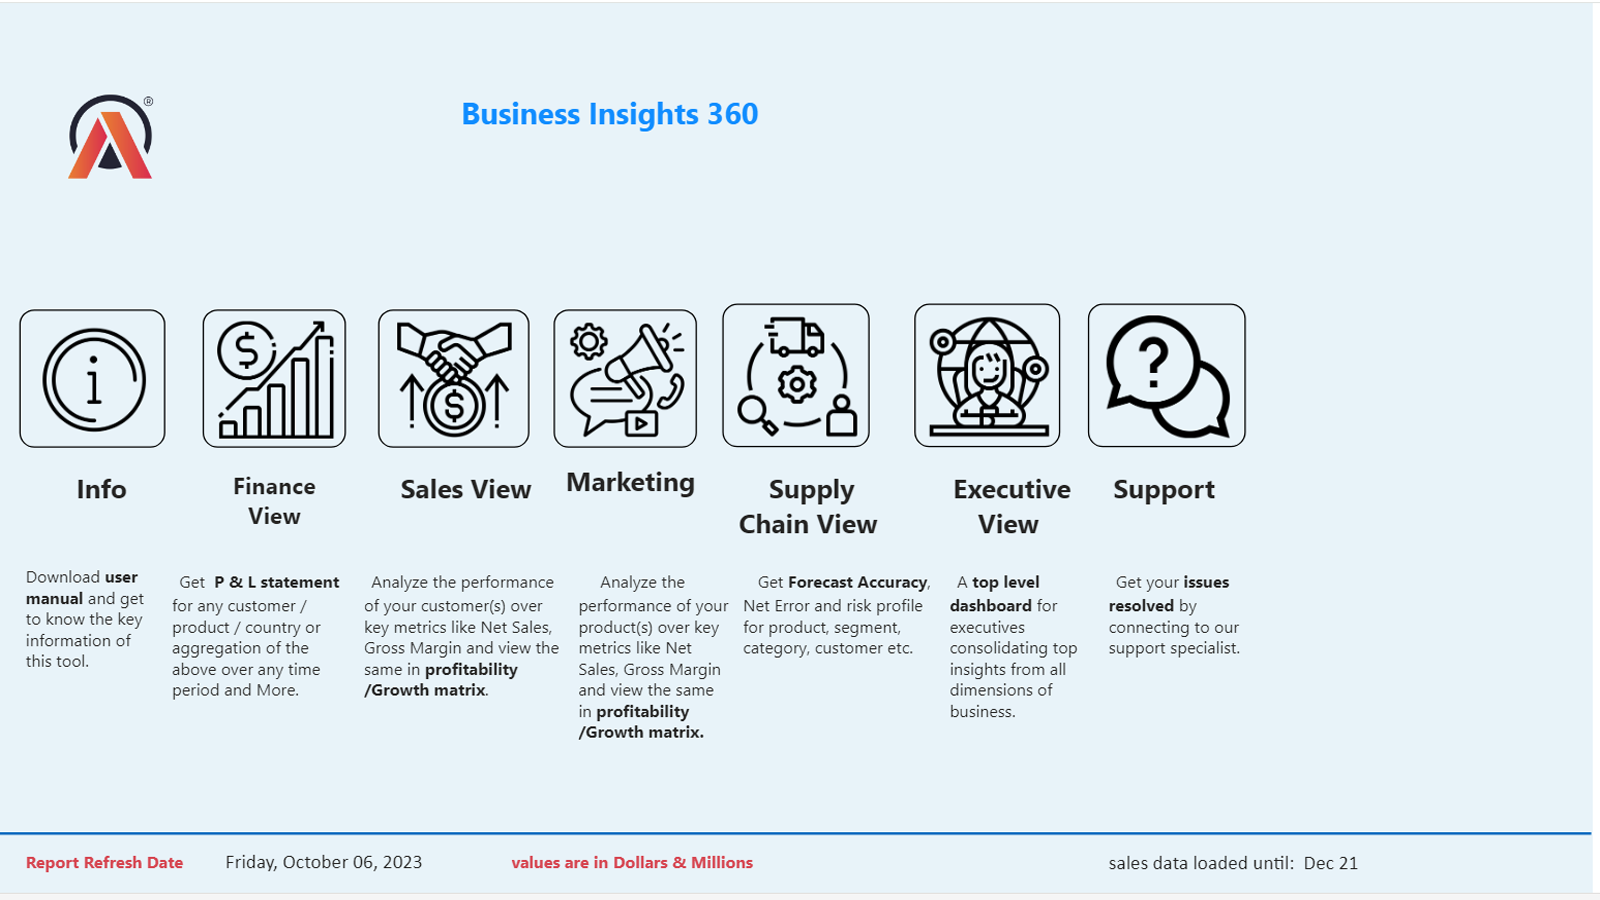 ®
Business Insights 360
Info
Download user
manual and get
to know the key
information of
this tool.
Finance
View
Get P & L statement
for any customer /
product / country or
aggregation of the
above over any time
period and More.
Sales View
Analyze the performance
of your customer(s) over
key metrics like Net Sales,
Gross Margin and view the
same in profitability
/Growth matrix.
Marketing
Analyze the
performance of your
product(s) over key
metrics like Net
Sales, Gross Margin
and view the same
in profitability
/Growth matrix.
Supply
Chain View
Get Forecast Accuracy,
Net Error and risk profile
for product, segment,
category, customer etc.
Executive
View
A top level
dashboard for
executives
consolidating top
insights from all
dimensions of
business.
Support
Get your issues
resolved by
connecting to our
support specialist.
Report Refresh Date
Friday, October 06, 2023
values are in Dollars & Millions
sales data loaded until: Dec 21